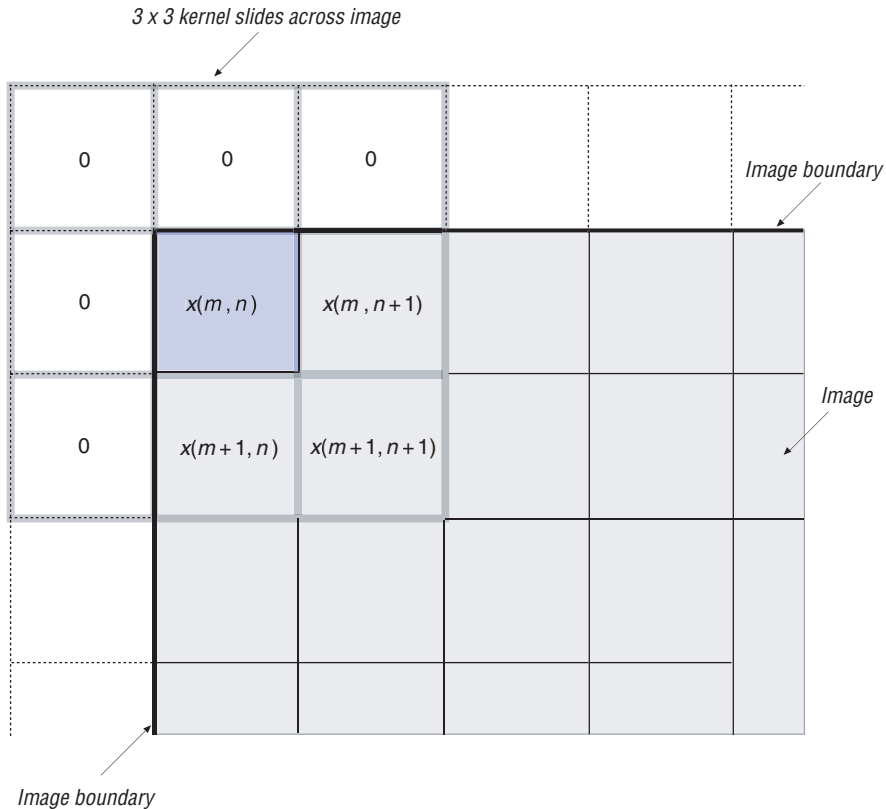 3 x 3 kernel slides across image
0 0 0
Image boundary
0 x(m, n) x(m, n+1)
Image
0 x(m+1, n) x(m+1, n+1)
Image boundary